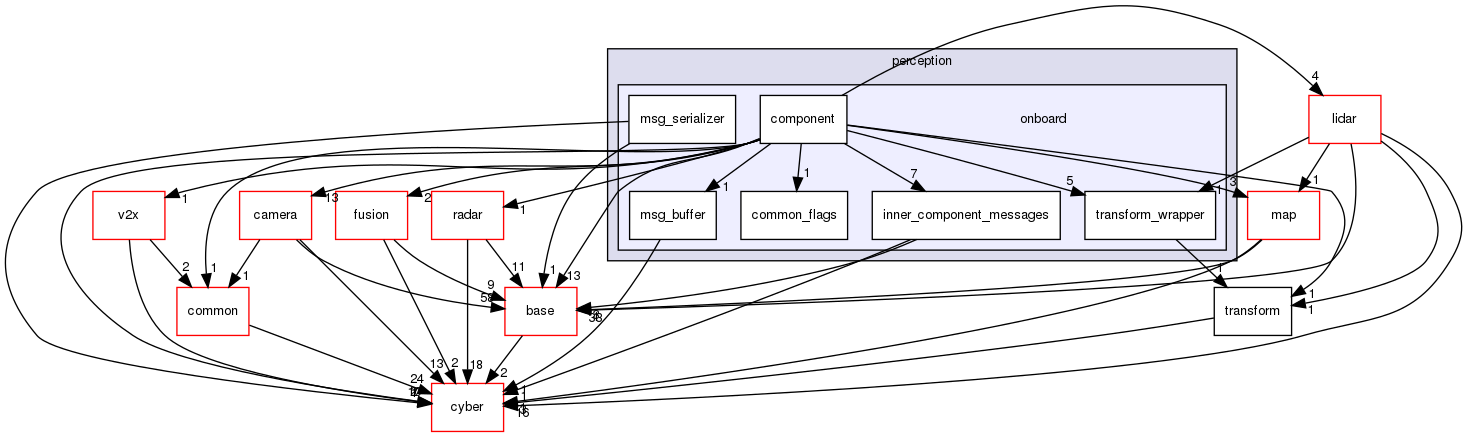 perception
4
msg_serializer
component
onboard
lidar
1
1
7
5
1
3
1
1
13
2
1
v2x
camera
fusion
radar
msg_buffer
common_flags
inner_component_messages
transform_wrapper
map
2
1
1
11
1
13
1
9
58
1
1
38
common
base
transform
13
2
18
2
24
1
1
16
cyber